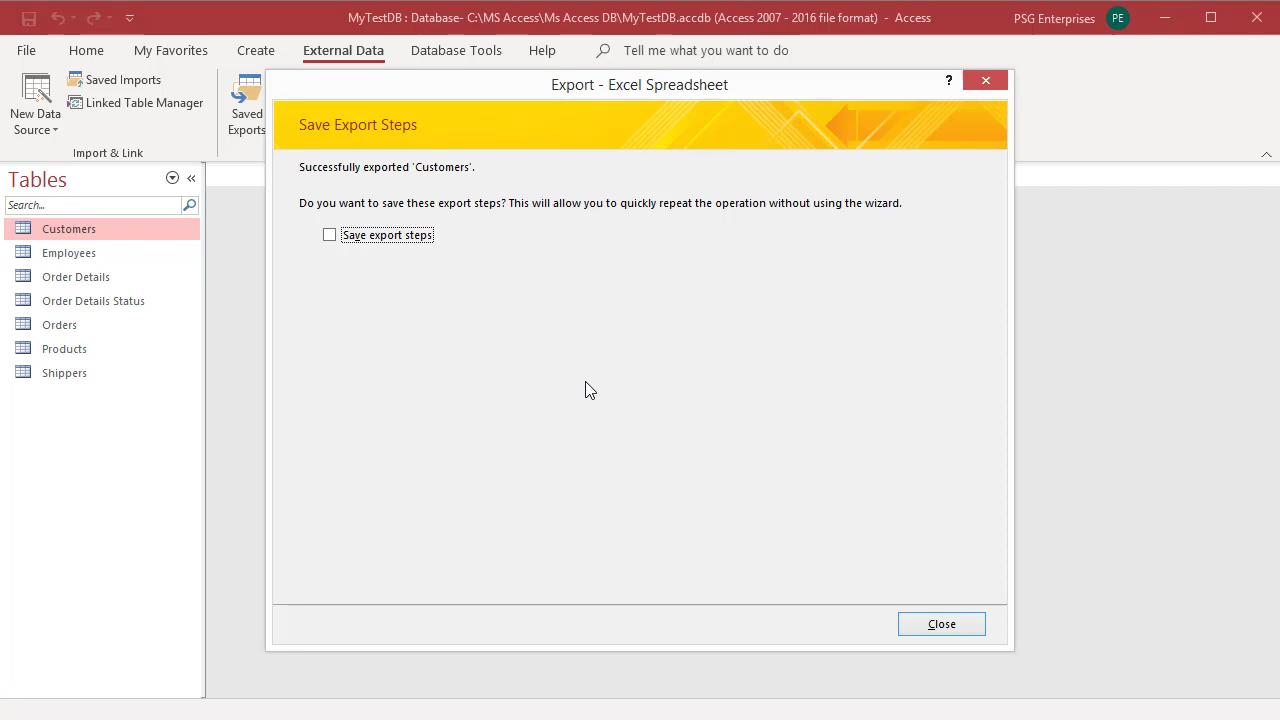 MyTestDB : Database- C:\MS Access\Ms Access DB\MyTestDB.accdb (Access 2007 - 2016 file format) - Access
PSG Enterprises
PE
File
Home
My Favorites
Create
External Data
Database Tools
Help
Tell me what you want to do
New Data
Source
Saved Imports
Linked Table Manager
Saved
Exports
Import & Link
Export - Excel Spreadsheet
?
Save Export Steps
Successfully exported 'Customers'.
Do you want to save these export steps? This will allow you to quickly repeat the operation without using the wizard.
Save export steps
Close
Tables
Search...
Customers
Employees
Order Details
Order Details Status
Orders
Products
Shippers